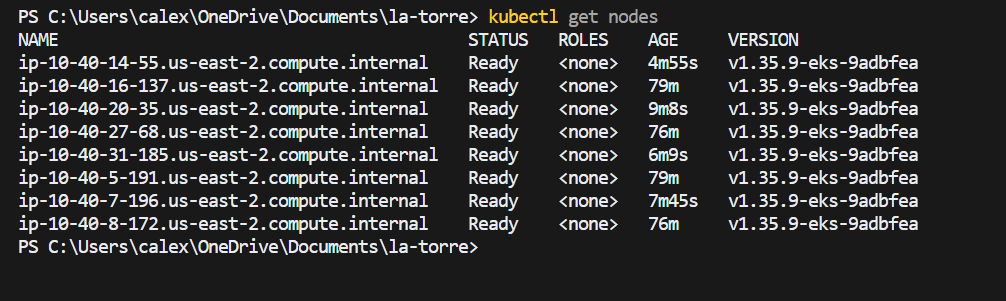 PS C:\Users\calex\OneDrive\Documents\la-torre> kubectl get nodes
NAME STATUS ROLES AGE VERSION
ip-10-40-14-55.us-east-2.compute.internal Ready <none> 4m55s v1.35.9-eks-9adbfea
ip-10-40-16-137.us-east-2.compute.internal Ready <none> 79m v1.35.9-eks-9adbfea
ip-10-40-20-35.us-east-2.compute.internal Ready <none> 9m8s v1.35.9-eks-9adbfea
ip-10-40-27-68.us-east-2.compute.internal Ready <none> 76m v1.35.9-eks-9adbfea
ip-10-40-31-185.us-east-2.compute.internal Ready <none> 6m9s v1.35.9-eks-9adbfea
ip-10-40-5-191.us-east-2.compute.internal Ready <none> 79m v1.35.9-eks-9adbfea
ip-10-40-7-196.us-east-2.compute.internal Ready <none> 7m45s v1.35.9-eks-9adbfea
ip-10-40-8-172.us-east-2.compute.internal Ready <none> 76m v1.35.9-eks-9adbfea
PS C:\Users\calex\OneDrive\Documents\la-torre>